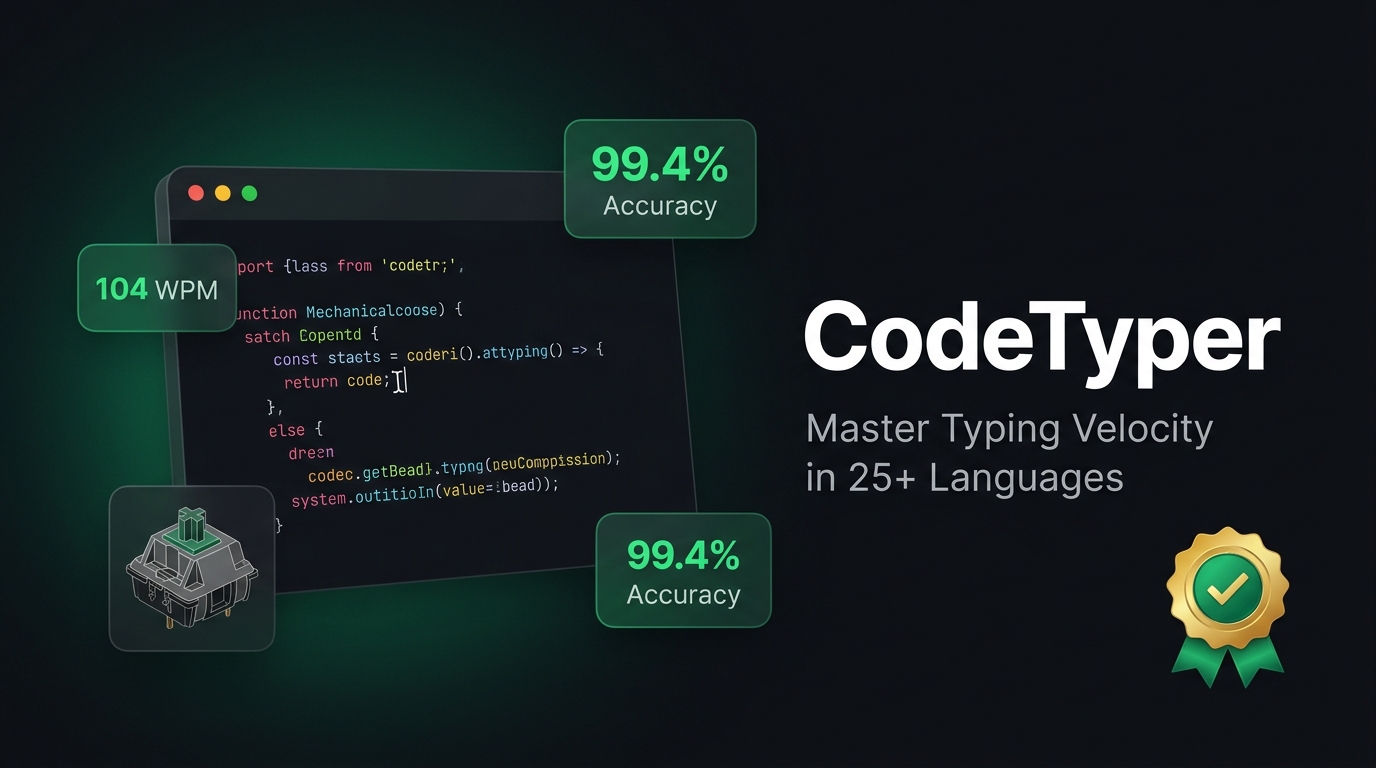 99.4%
Accuracy
104 WPM
port {lass from 'codetr;',
unction Mechanicalcoose) {
satch Copentd {
const staets = coderi().attyping() => {
return code;
},
else {
dreen
codec.getBead}.typng(neuComppission);
system.outitioIn(value=:bead));
}
99.4%
Accuracy
CodeTyper
Master Typing Velocity
in 25+ Languages